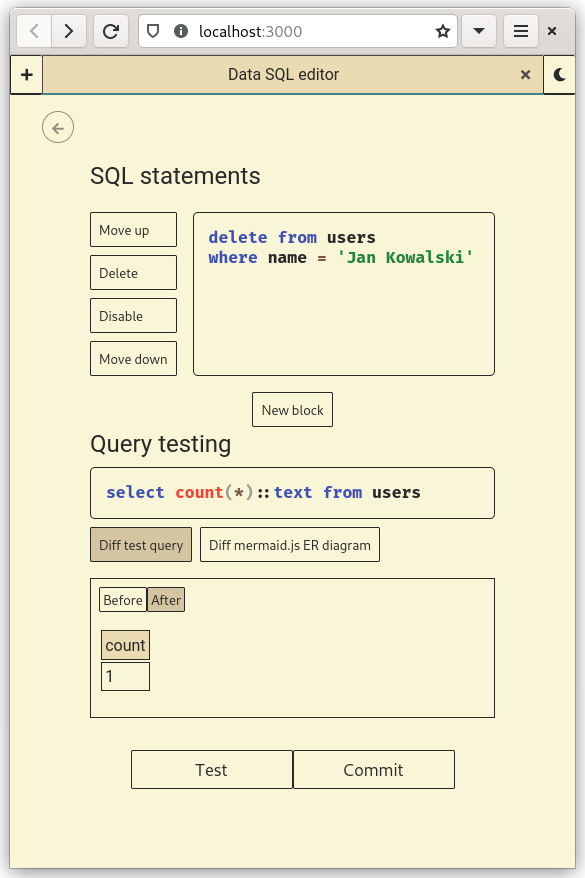 localhost:3000
Data SQL editor
SQL statements
Move up
Delete
Disable
Move down
delete from users
where name = 'Jan Kowalski'
New block
Query testing
select count(*)::text from users
Diff test query
Diff mermaid.js ER diagram
Before
After
count
1
Test
Commit